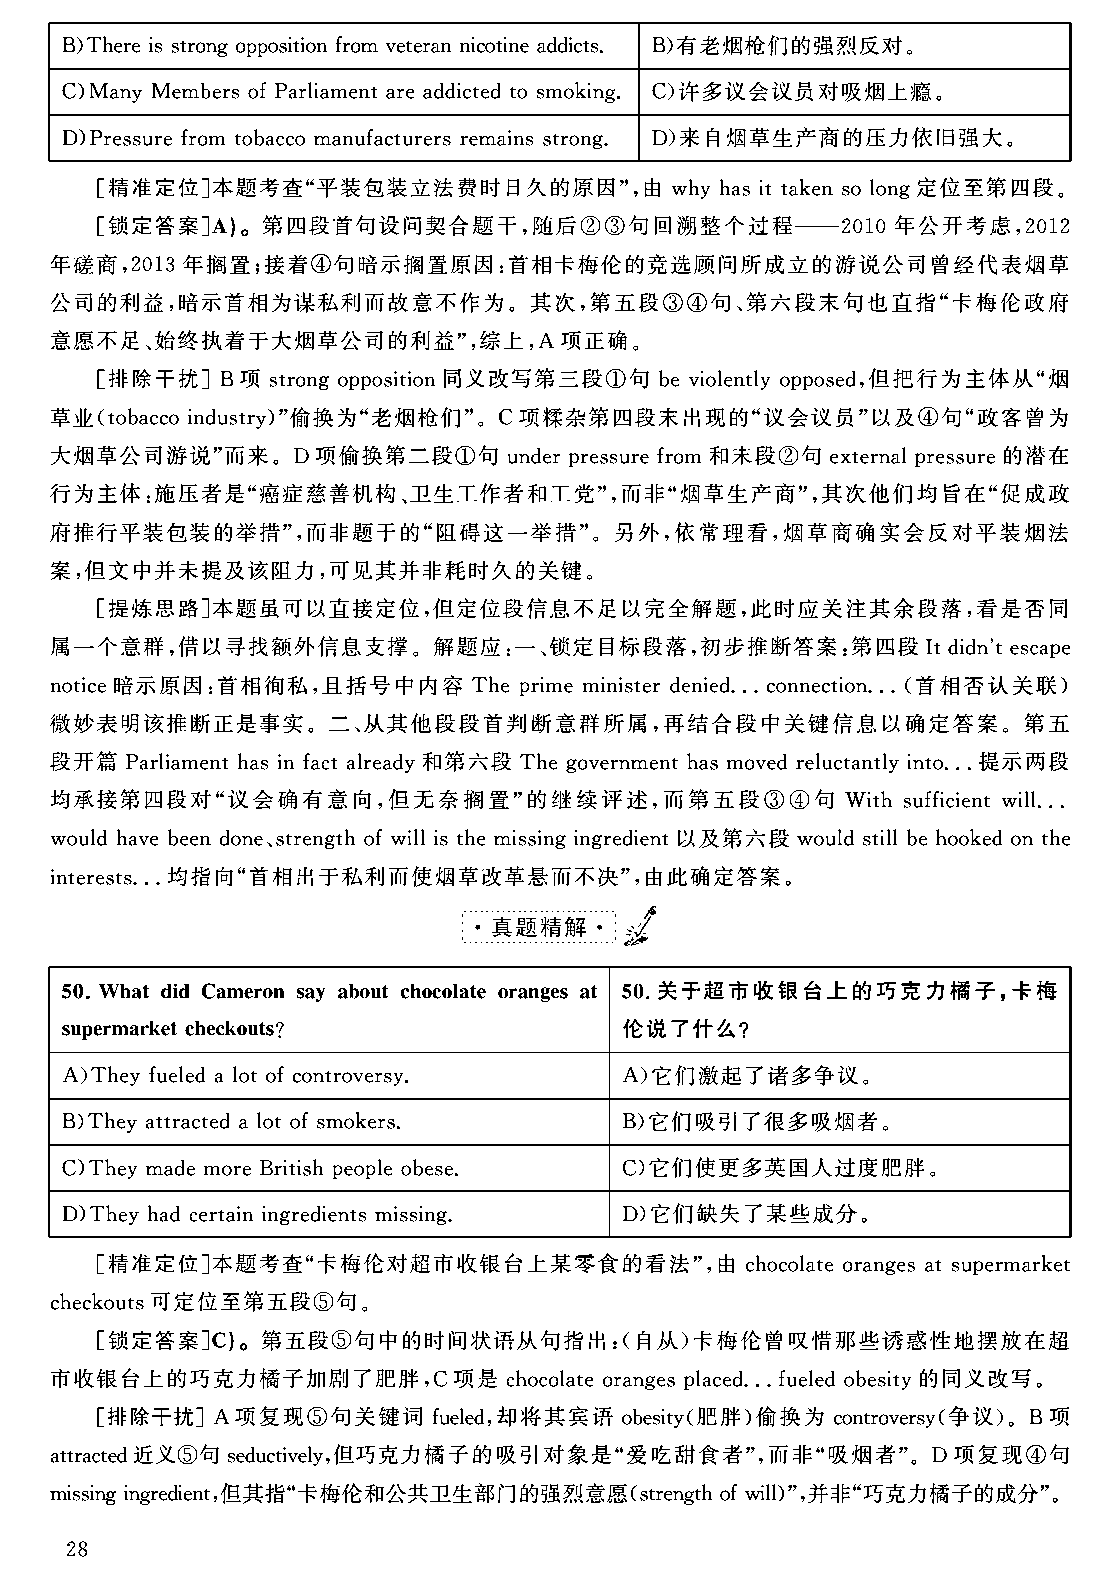 B)There is strong opposition from veteran nicotine addicts. B)有老烟枪们的强烈反对。
C)Many Members of Parliament are addicted to smoking. C)许多议会议员对吸烟上瘾。
D)Pressure from tobacco manufacturers remains strong. D)来自烟草生产商的压力依旧强大。
[精准定位]本题考查“平装包装立法费时日久的原因”,由 why has it taken so long 定位至第四段。
[锁定答案]A)。第四段首句设问契合题干,随后②③句回溯整个过程——2010 年公开考虑,2012
年磋商,2013 年搁置;接着④句暗示搁置原因:首相卡梅伦的竞选顾问所成立的游说公司曾经代表烟草
公司的利益,暗示首相为谋私利而故意不作为。其次,第五段③④句、第六段末句也直指“卡梅伦政府
意愿不足、始终执着于大烟草公司的利益”,综上,A 项正确。
[排除干扰] B 项 strong opposition 同义改写第三段①句 be violently opposed,但把行为主体从“烟
草业(tobacco industry)”偷换为“老烟枪们”。C 项糅杂第四段末出现的“议会议员”以及④句“政客曾为
大烟草公司游说”而来。D 项偷换第二段①句 under pressure from 和末段②句 external pressure 的潜在
行为主体:施压者是“癌症慈善机构、卫生工作者和工党”,而非“烟草生产商”,其次他们均旨在“促成政
府推行平装包装的举措”,而非题干的“阻碍这一举措”。另外,依常理看,烟草商确实会反对平装烟法
案,但文中并未提及该阻力,可见其并非耗时久的关键。
[提炼思路]本题虽可以直接定位,但定位段信息不足以完全解题,此时应关注其余段落,看是否同
属一个意群,借以寻找额外信息支撑。解题应:一、锁定目标段落,初步推断答案:第四段 It didn't escape
notice 暗示原因:首相徇私,且括号中内容 The prime minister denied... connection... (首相否认关联)
微妙表明该推断正是事实。二、从其他段段首判断意群所属,再结合段中关键信息以确定答案。第五
段开篇 Parliament has in fact already 和第六段 The government has moved reluctantly into... 提示两段
均承接第四段对“议会确有意向,但无奈搁置”的继续评述,而第五段③④句 With sufficient will...
would have been done、strength of will is the missing ingredient 以及第六段 would still be hooked on the
interests... 均指向“首相出于私利而使烟草改革悬而不决”,由此确定答案。
·真题精解·
50. What did Cameron say about chocolate oranges at 50. 关于超市收银台上的巧克力橘子,卡梅
supermarket checkouts? 伦说了什么?
A)They fueled a lot of controversy. A)它们激起了诸多争议。
B)They attracted a lot of smokers. B)它们吸引了很多吸烟者。
C)They made more British people obese. C)它们使更多英国人过度肥胖。
D)They had certain ingredients missing. D)它们缺失了某些成分。
[精准定位]本题考查“卡梅伦对超市收银台上某零食的看法”,由 chocolate oranges at supermarket
checkouts 可定位至第五段⑤句。
[锁定答案]C)。第五段⑤句中的时间状语从句指出:(自从)卡梅伦曾叹惜那些诱惑性地摆放在超
市收银台上的巧克力橘子加剧了肥胖,C 项是 chocolate oranges placed... fueled obesity 的同义改写。
[排除干扰] A 项复现⑤句关键词 fueled,却将其宾语 obesity(肥胖)偷换为 controversy(争议)。B 项
attracted 近义⑤句 seductively,但巧克力橘子的吸引对象是“爱吃甜食者”,而非“吸烟者”。D 项复现④句
missing ingredient,但其指“卡梅伦和公共卫生部门的强烈意愿(strength of will)”,并非“巧克力橘子的成分”。
28